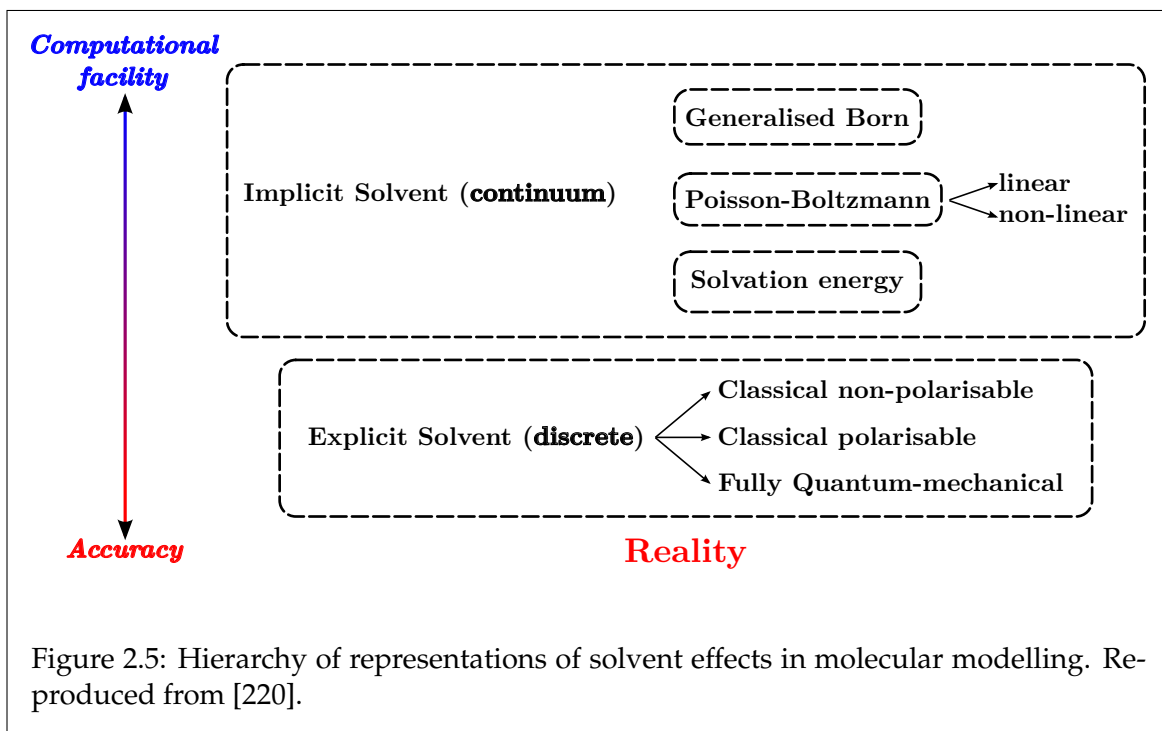 Computational
facility
Generalised Born
Implicit Solvent (continuum)
Poisson-Boltzmann
linear
non-linear
Solvation energy
Explicit Solvent (discrete)
Classical non-polarisable
Classical polarisable
Fully Quantum-mechanical
Accuracy
Reality
Figure 2.5: Hierarchy of representations of solvent effects in molecular modelling. Re-
produced from [220].